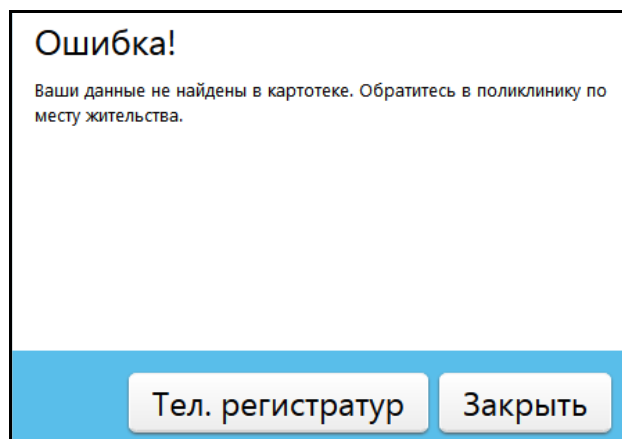 Ошибка!
Ваши данные не найдены в картотеке. Обратитесь в поликлинику по
месту жительства.
Тел. регистратур
Закрыть